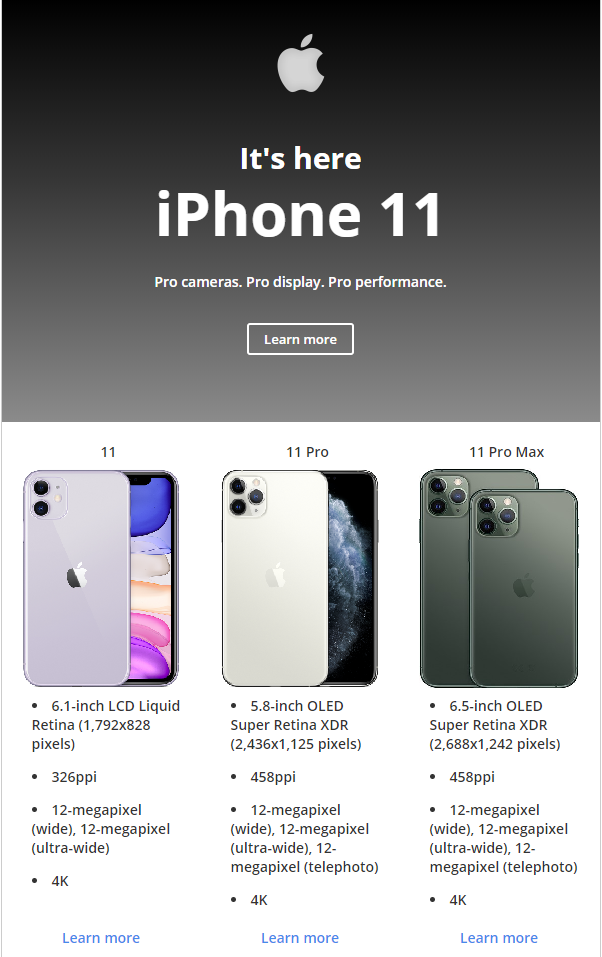 It's here
iPhone 11
Pro cameras. Pro display. Pro performance.
Learn more
11
• 6.1-inch LCD Liquid
Retina (1,792x828
pixels)
• 326ppi
• 12-megapixel
(wide), 12-megapixel
(ultra-wide)
• 4K
Learn more
11 Pro
• 5.8-inch OLED
Super Retina XDR
(2,436x1,125 pixels)
• 458ppi
• 12-megapixel
(wide), 12-megapixel
(ultra-wide), 12-
megapixel (telephoto)
• 4K
Learn more
11 Pro Max
• 6.5-inch OLED
Super Retina XDR
(2,688x1,242 pixels)
• 458ppi
• 12-megapixel
(wide), 12-megapixel
(ultra-wide), 12-
megapixel (telephoto)
• 4K
Learn more